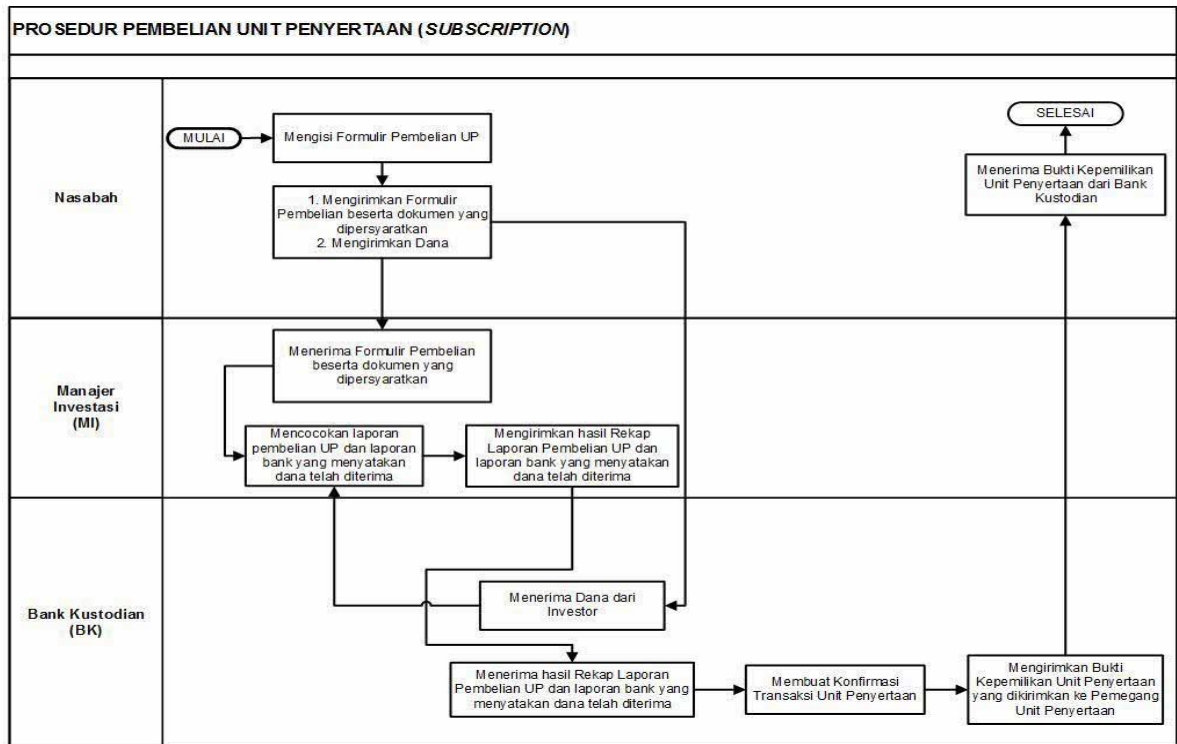 PROSEDUR PEMBELIAN UNIT PENYERTAAN (SUBSCRIPTION)
Nasabah
MULAI
Mengisi Formulir Pembelian UP
1. Mengirimkan Formulir
Pembelian beserta dokumen yang
dipersyaratkan
2. Mengirimkan Dana
SELESAI
Menerima Bukti Kepemilikan
Unit Penyertaan dari Bank
Kustodian
Manajer
Investasi
(MI)
Menerima Formulir Pembelian
beserta dokumen yang
dipersyaratkan
Mencocokan laporan
pembelian UP dan laporan
bank yang menyatakan
dana telah diterima
Mengirimkan hasil Rekap
Laporan Pembelian UP dan
laporan bank yang menyatakan
dana telah diterima
Bank Kustodian
(BK)
Menerima Dana dari
Investor
Menerima hasil Rekap Laporan
Pembelian UP dan laporan bank yang
menyatakan dana telah diterima
Membuat Konfirmasi
Transaksi Unit Penyertaan
Mengirimkan Bukti
Kepemilikan Unit Penyertaan
yang dikirimkan ke Pemegang
Unit Penyertaan